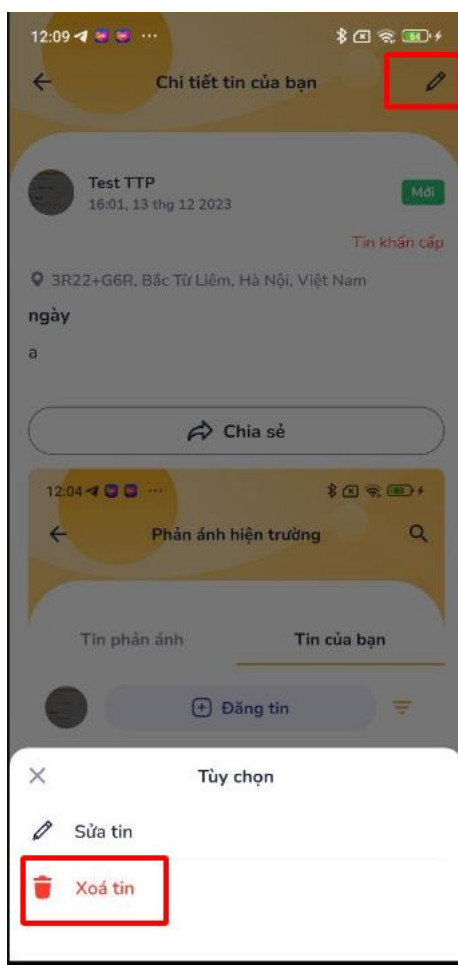 12:09
64
Chi tiết tin của bạn
Test TTP
16:01, 13 thg 12 2023
Mới
Tin khẩn cấp
3R22+G6R, Bắc Từ Liêm, Hà Nội, Việt Nam
ngày
a
Chia sẻ
12:04
Phản ánh hiện trường
Tin phản ánh
Tin của bạn
Đăng tin
Tùy chọn
Sửa tin
Xoá tin